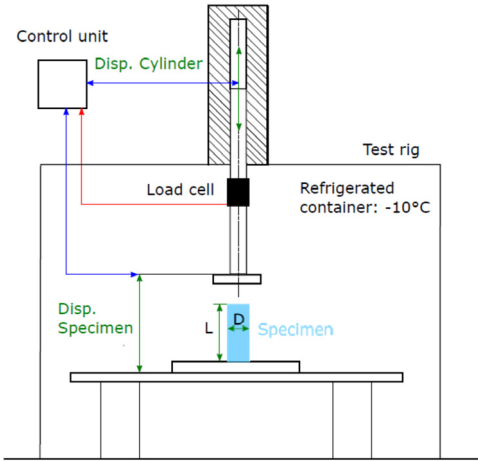 Control unit
Disp. Cylinder
Test rig
Load cell
Refrigerated
container: -10°C
Disp.
Specimen
L
D
Specimen